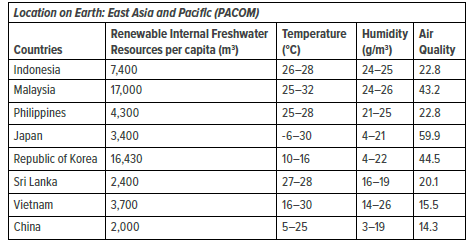 Location on Earth: East Asia and Pacific (PACOM)
Countries | Renewable Internal Freshwater Resources per capita (m³) | Temperature (°C) | Humidity (g/m³) | Air Quality
Indonesia | 7,400 | 26–28 | 24–25 | 22.8
Malaysia | 17,000 | 25–32 | 24–26 | 43.2
Philippines | 4,300 | 25–28 | 21–25 | 22.8
Japan | 3,400 | -6–30 | 4–21 | 59.9
Republic of Korea | 16,430 | 10–16 | 4–22 | 44.5
Sri Lanka | 2,400 | 27–28 | 16–19 | 20.1
Vietnam | 3,700 | 16–30 | 14–26 | 15.5
China | 2,000 | 5–25 | 3–19 | 14.3